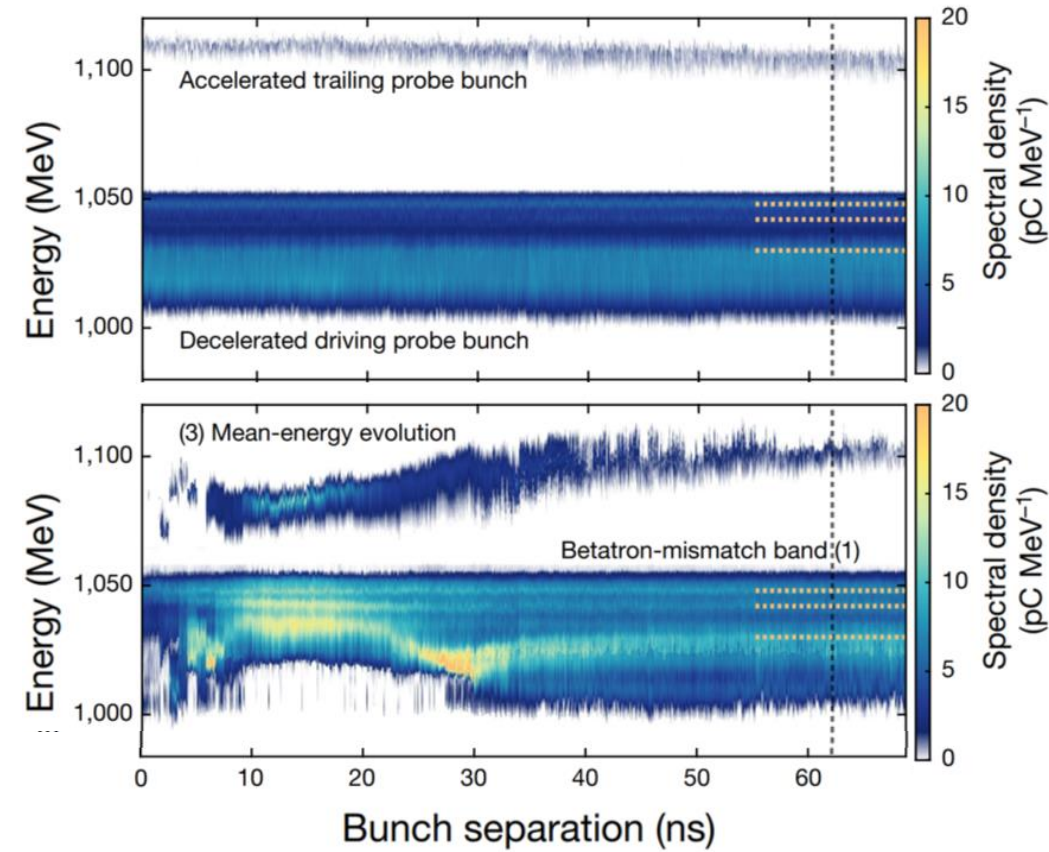 20
1,100
Accelerated trailing probe bunch
15
Energy (MeV)
1,050
10
Spectral density
(pC MeV⁻¹)
5
1,000
Decelerated driving probe bunch
0
20
(3) Mean-energy evolution
1,100
15
Energy (MeV)
Betatron-mismatch band (1)
1,050
10
Spectral density
(pC MeV⁻¹)
5
1,000
0
0 10 20 30 40 50 60
Bunch separation (ns)